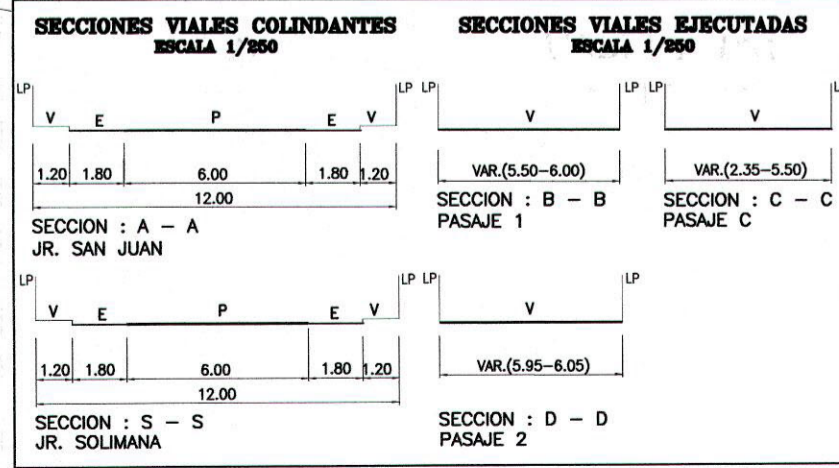 SECCIONES VIALES COLINDANTES
ESCALA 1/250
LP LP
V E P E V
1.20 1.80 6.00 1.80 1.20
12.00
SECCION : A – A
JR. SAN JUAN
LP LP
V E P E V
1.20 1.80 6.00 1.80 1.20
12.00
SECCION : S – S
JR. SOLIMANA
SECCIONES VIALES EJECUTADAS
ESCALA 1/250
LP LP
V
VAR.(5.50–6.00)
SECCION : B – B
PASAJE 1
LP
V
VAR.(2.35–5.50)
SECCION : C – C
PASAJE C
LP LP
V
VAR.(5.95–6.05)
SECCION : D – D
PASAJE 2